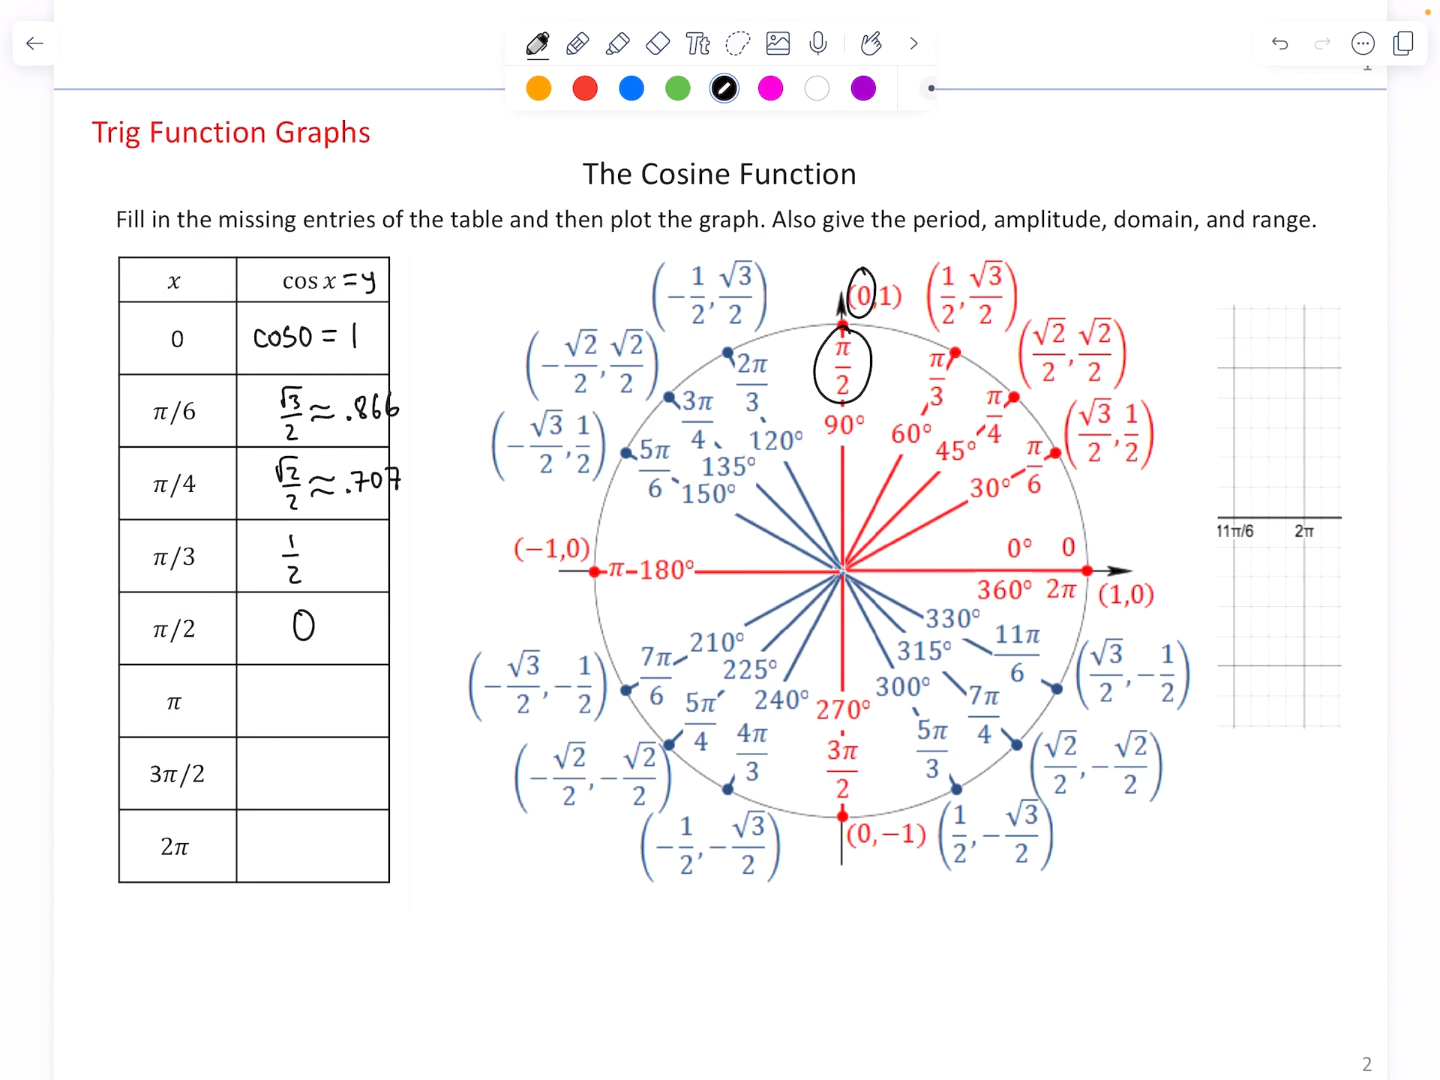 Tt
1
Trig Function Graphs
The Cosine Function
Fill in the missing entries of the table and then plot the graph. Also give the period, amplitude, domain, and range.
x cos x = y
0 cos0 = 1
π/6 √3/2 ≈ .866
π/4 √2/2 ≈ .707
π/3 1/2
π/2 0
π
3π/2
2π
(−1/2, √3/2) (0,1) (1/2, √3/2)
(−√2/2, √2/2) (√2/2, √2/2)
(−√3/2, 1/2) (√3/2, 1/2)
2π/3 π/2 π/3
3π/4 π/4
5π/6 π/6
120° 90° 60°
135° 45°
150° 30°
(−1,0) π 180° 0° 0
360° 2π (1,0)
210° 330°
225° 315°
240° 270° 300°
7π/6 11π/6
5π/4 7π/4
4π/3 3π/2 5π/3
(−√3/2, −1/2) (√3/2, −1/2)
(−√2/2, −√2/2) (√2/2, −√2/2)
(−1/2, −√3/2) (0,−1) (1/2, −√3/2)
11π/6 2π
2